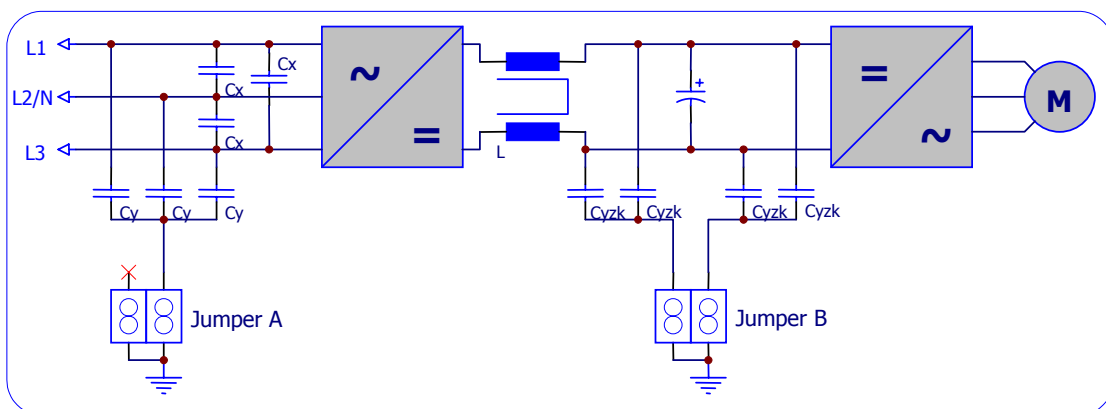 L1
L2/N
L3
Cx
Cx
Cx
Cy
Cy
Cy
~
=
L
+
Cyzk
Cyzk
Cyzk
Cyzk
=
~
M
Jumper A
Jumper B